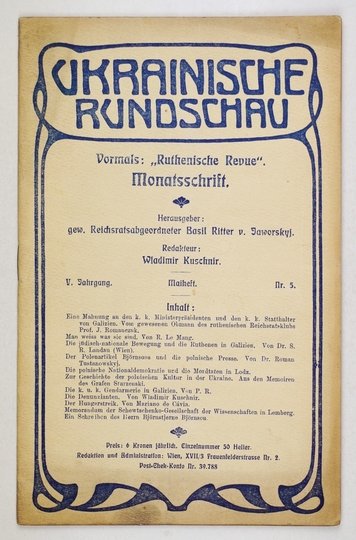 UKRAINISCHE
RUNDSCHAU
Vormals: „Ruthenische Revue“.
Monatsschrift.
Herausgeber:
gew. Reichsratsabgeordneter Basil Ritter v. Jaworskyj.
Redakteur:
Wladimir Kuschnir.
V. Jahrgang. Maiheft. Nr. 5.
Inhalt:
Eine Mahnung an den k. k. Ministerpräsidenten und den k. k. Statthalter
von Galizien. Vom gewesenen Obmann des ruthenischen Reichsratsklubs
Prof. J. Romanczuk.
Man weiss was sie sind. Von R. Le Mang.
Die jüdisch-nationale Bewegung und die Ruthenen in Galizien. Von Dr. S.
R. Landau (Wien).
Der Polenartikel Björnsons und die polnische Presse. Von Dr. Roman
Die polnische Nationaldemokratie und die Mordtaten in Lodz.
Zur Geschichte der polnischen Kultur in der Ukraine. Aus den Memoiren
des Grafen Starzenski.
Die k. u. k. Gendarmerie in Galizien. Von P. R.
Die Denunzianten. Von Wladimir Kuschnir.
Der Hungerstreik. Von Mariano de Cávia.
Memorandum der Schewtschenko-Gesellschaft der Wissenschaften in Lemberg.
Ein Schreiben des Herrn Björnstjerne Björnson.
Preis: 6 Kronen jährlich. Einzelnummer 50 Heller.
Redaktion und Administration: Wien, XVII/3 Frauenfelderstrasse Nr. 2.
Post-Chek-Konto Nr. 39.788